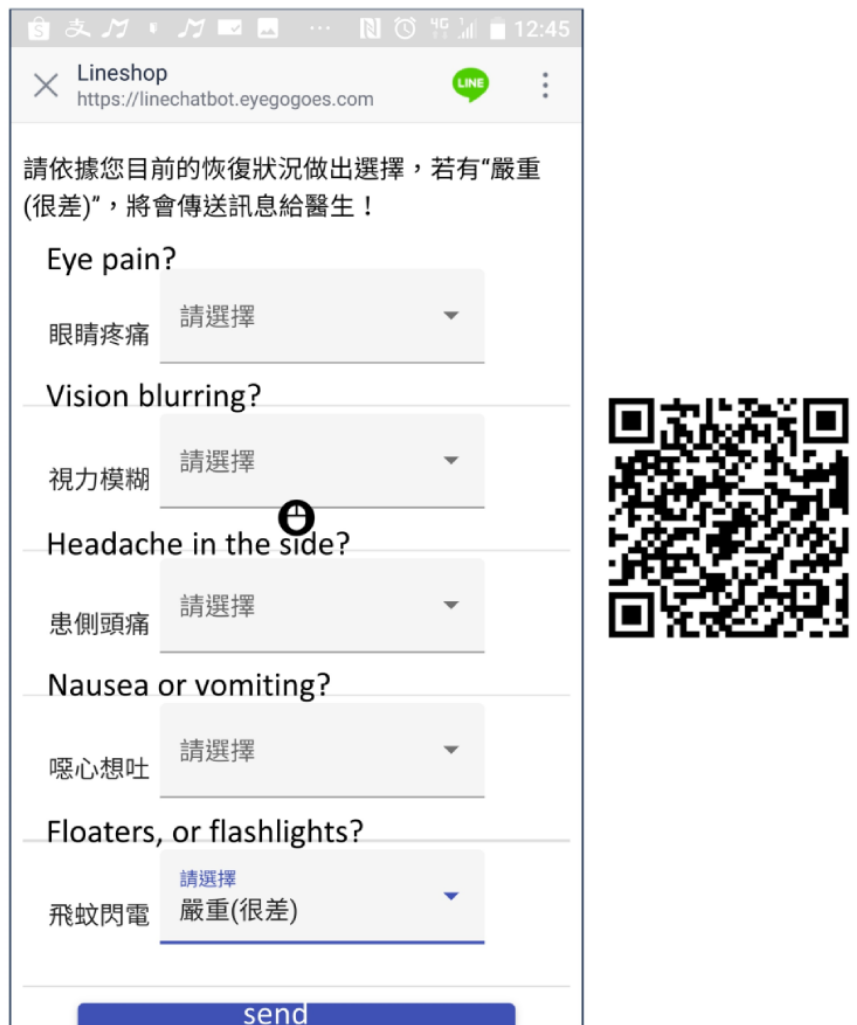 12:45
Lineshop
https://linechatbot.eyegogoes.com
LINE
請依據您目前的恢復狀況做出選擇，若有“嚴重
(很差)”，將會傳送訊息給醫生！
Eye pain?
眼睛疼痛 請選擇
Vision blurring?
視力模糊 請選擇
Headache in the side?
患側頭痛 請選擇
Nausea or vomiting?
噁心想吐 請選擇
Floaters, or flashlights?
請選擇
飛蚊閃電 嚴重(很差)
send